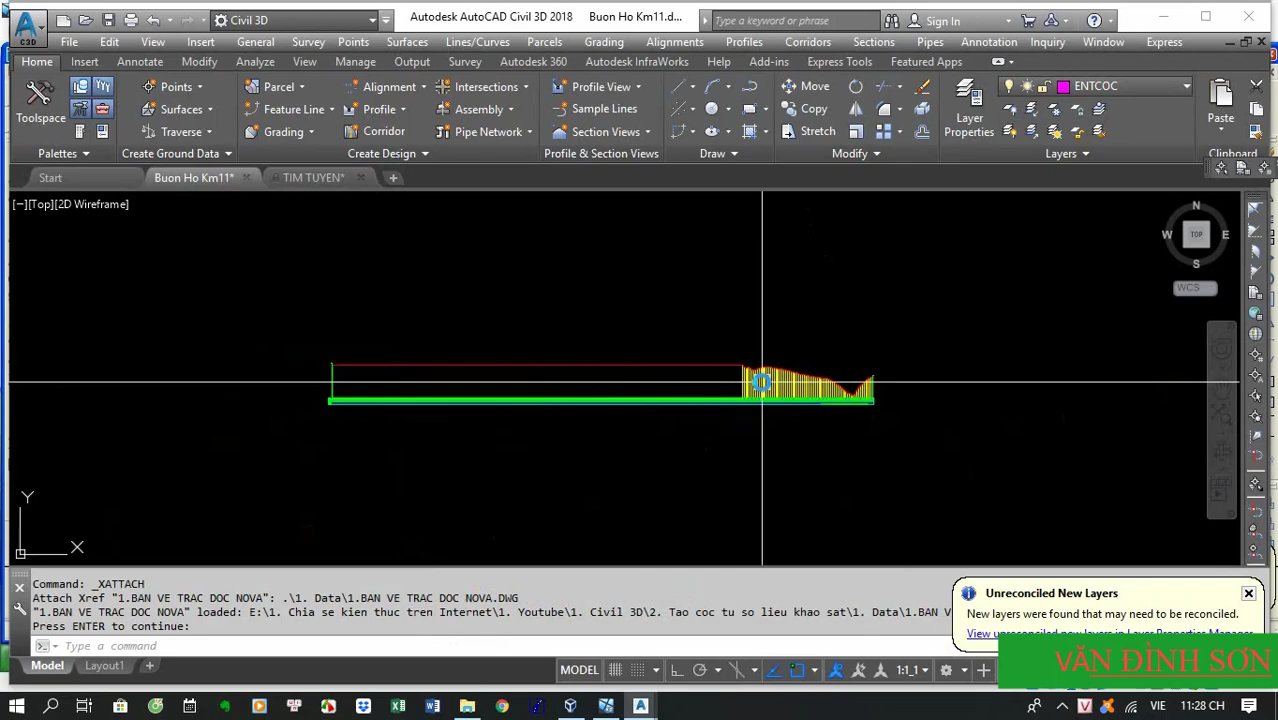 Civil 3D
Autodesk AutoCAD Civil 3D 2018 Buon Ho Km11.d...
Type a keyword or phrase
Sign In
C3D
File Edit View Insert General Survey Points Surfaces Lines/Curves Parcels Grading Alignments Profiles Corridors Sections Pipes Annotation Inquiry Window Express
Home Insert Annotate Modify Analyze View Manage Output Survey Autodesk 360 Autodesk InfraWorks Help Add-ins Express Tools Featured Apps
Points Parcel Alignment Intersections Profile View Move ENTCOC
Toolspace Surfaces Feature Line Profile Assembly Sample Lines Copy Layer Properties Paste
Traverse Grading Corridor Pipe Network Section Views Stretch
Palettes Create Ground Data Create Design Profile & Section Views Draw Modify Layers Clipboard
Start Buon Ho Km11* TIM TUYEN*
[−][Top][2D Wireframe]
N
W TOP E
S
WCS
Y
X
Command: _XATTACH
Attach Xref "1.BAN VE TRAC DOC NOVA": .\1. Data\1.BAN VE TRAC DOC NOVA.DWG
"1.BAN VE TRAC DOC NOVA" loaded: E:\1. Chia se kien thuc tren Internet\1. Youtube\1. Civil 3D\2. Tao coc tu so lieu khao sat\1. Data\1.BAN V
Press ENTER to continue:
Type a command
Unreconciled New Layers
New layers were found that may need to be reconciled.
View unreconciled new layers in Layer Properties Manager
VĂN ĐÌNH SƠN
Model Layout1
MODEL 1:1
VIE 11:28 CH